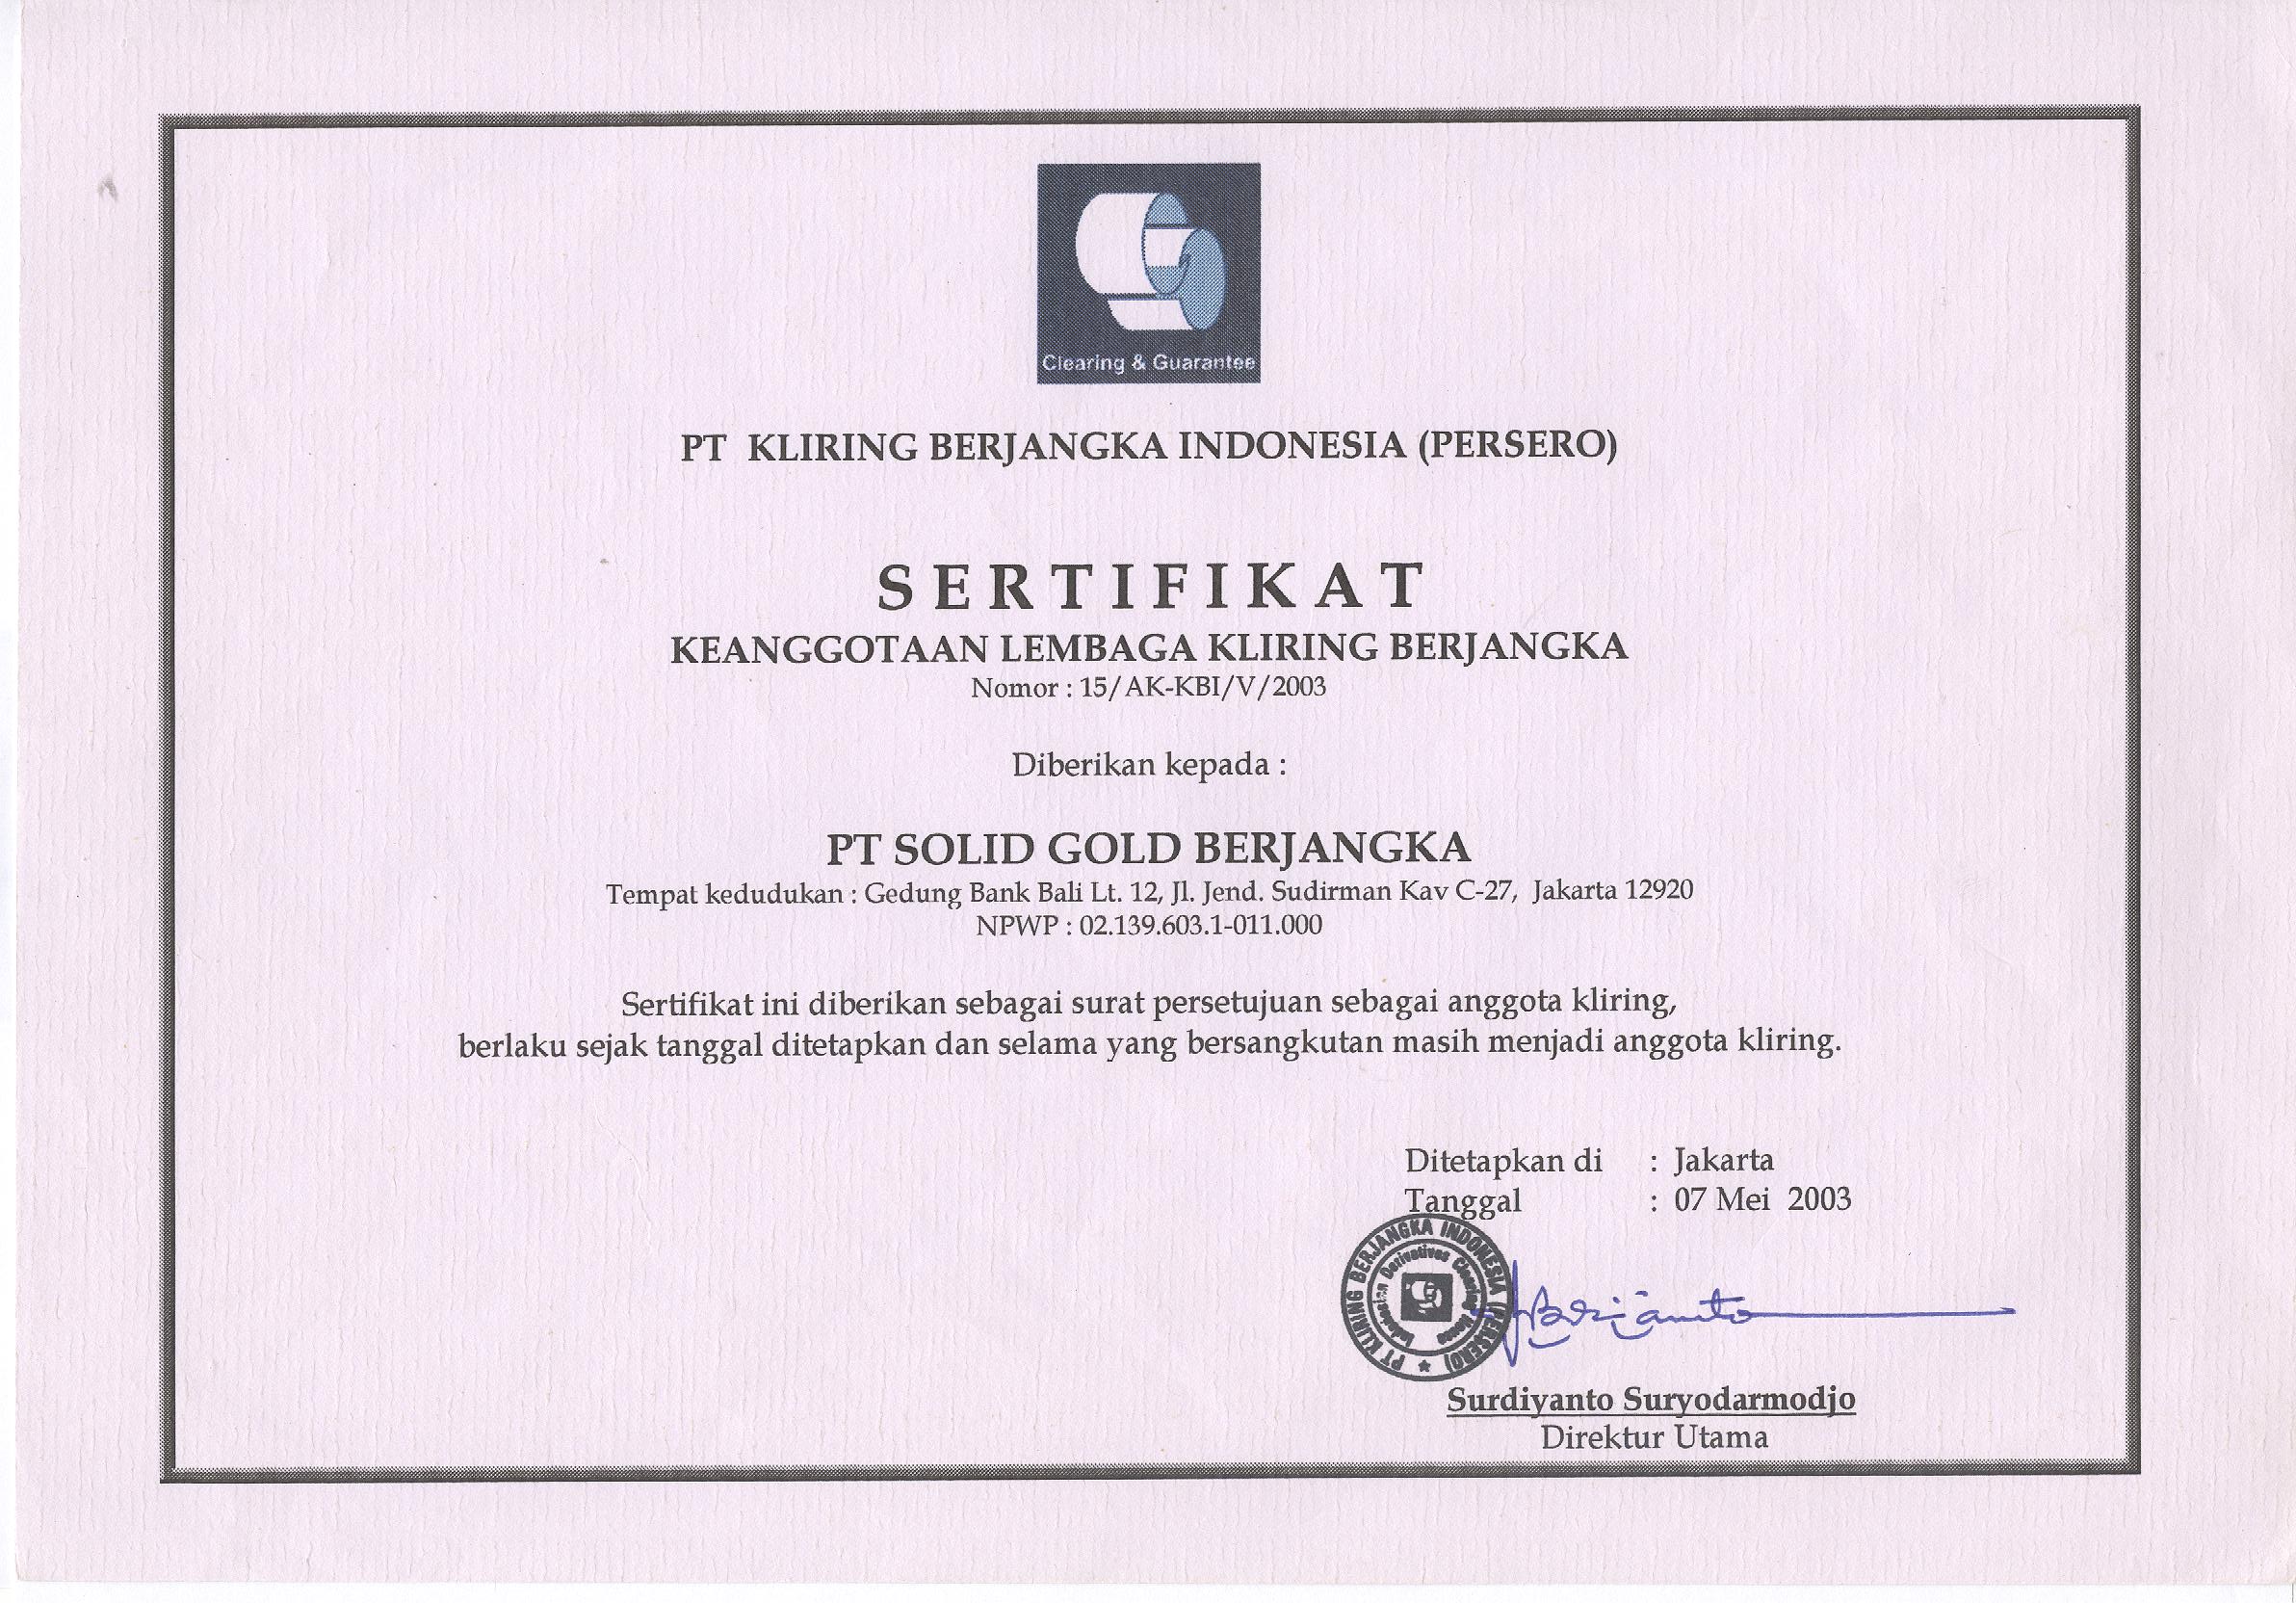 Clearing & Guarantee
PT KLIRING BERJANGKA INDONESIA (PERSERO)
SERTIFIKAT
KEANGGOTAAN LEMBAGA KLIRING BERJANGKA
Nomor : 15/AK-KBI/V/2003
Diberikan kepada :
PT SOLID GOLD BERJANGKA
Tempat kedudukan : Gedung Bank Bali Lt. 12, Jl. Jend. Sudirman Kav C-27, Jakarta 12920
NPWP : 02.139.603.1-011.000
Sertifikat ini diberikan sebagai surat persetujuan sebagai anggota kliring,
berlaku sejak tanggal ditetapkan dan selama yang bersangkutan masih menjadi anggota kliring.
Ditetapkan di : Jakarta
Tanggal : 07 Mei 2003
PT KLIRING BERJANGKA INDONESIA (PERSERO)
Indonesian Derivatives Clearing House
Surdiyanto Suryodarmodjo
Direktur Utama